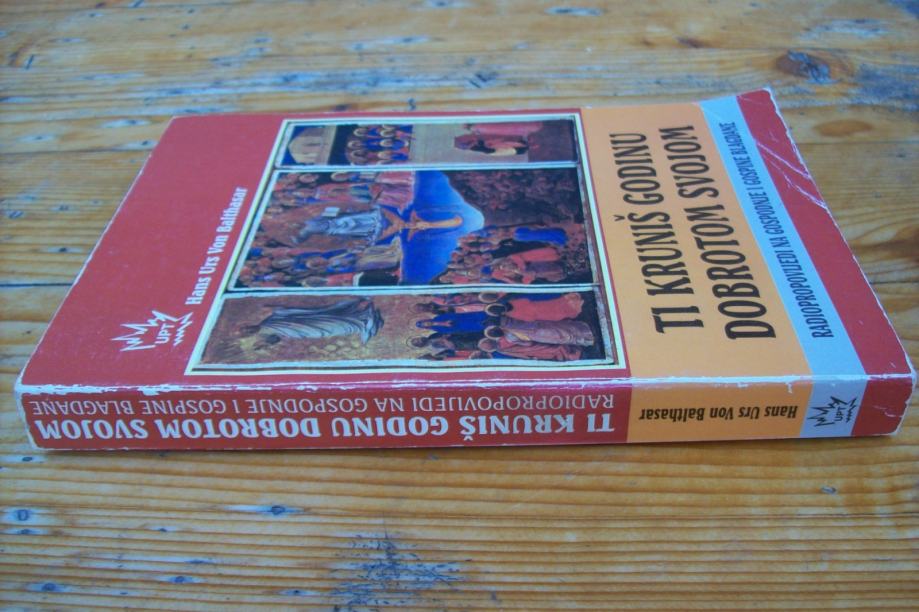 Hans Urs Von Balthasar
UPT
TI KRUNIŠ GODINU
DOBROTOM SVOJOM
RADIOPROPOVIJEDI NA GOSPODNJE I GOSPINE BLAGDANE
TI KRUNIŠ GODINU DOBROTOM SVOJOM
RADIOPROPOVIJEDI NA GOSPODNJE I GOSPINE BLAGDANE
Hans Urs Von Balthasar
UPT